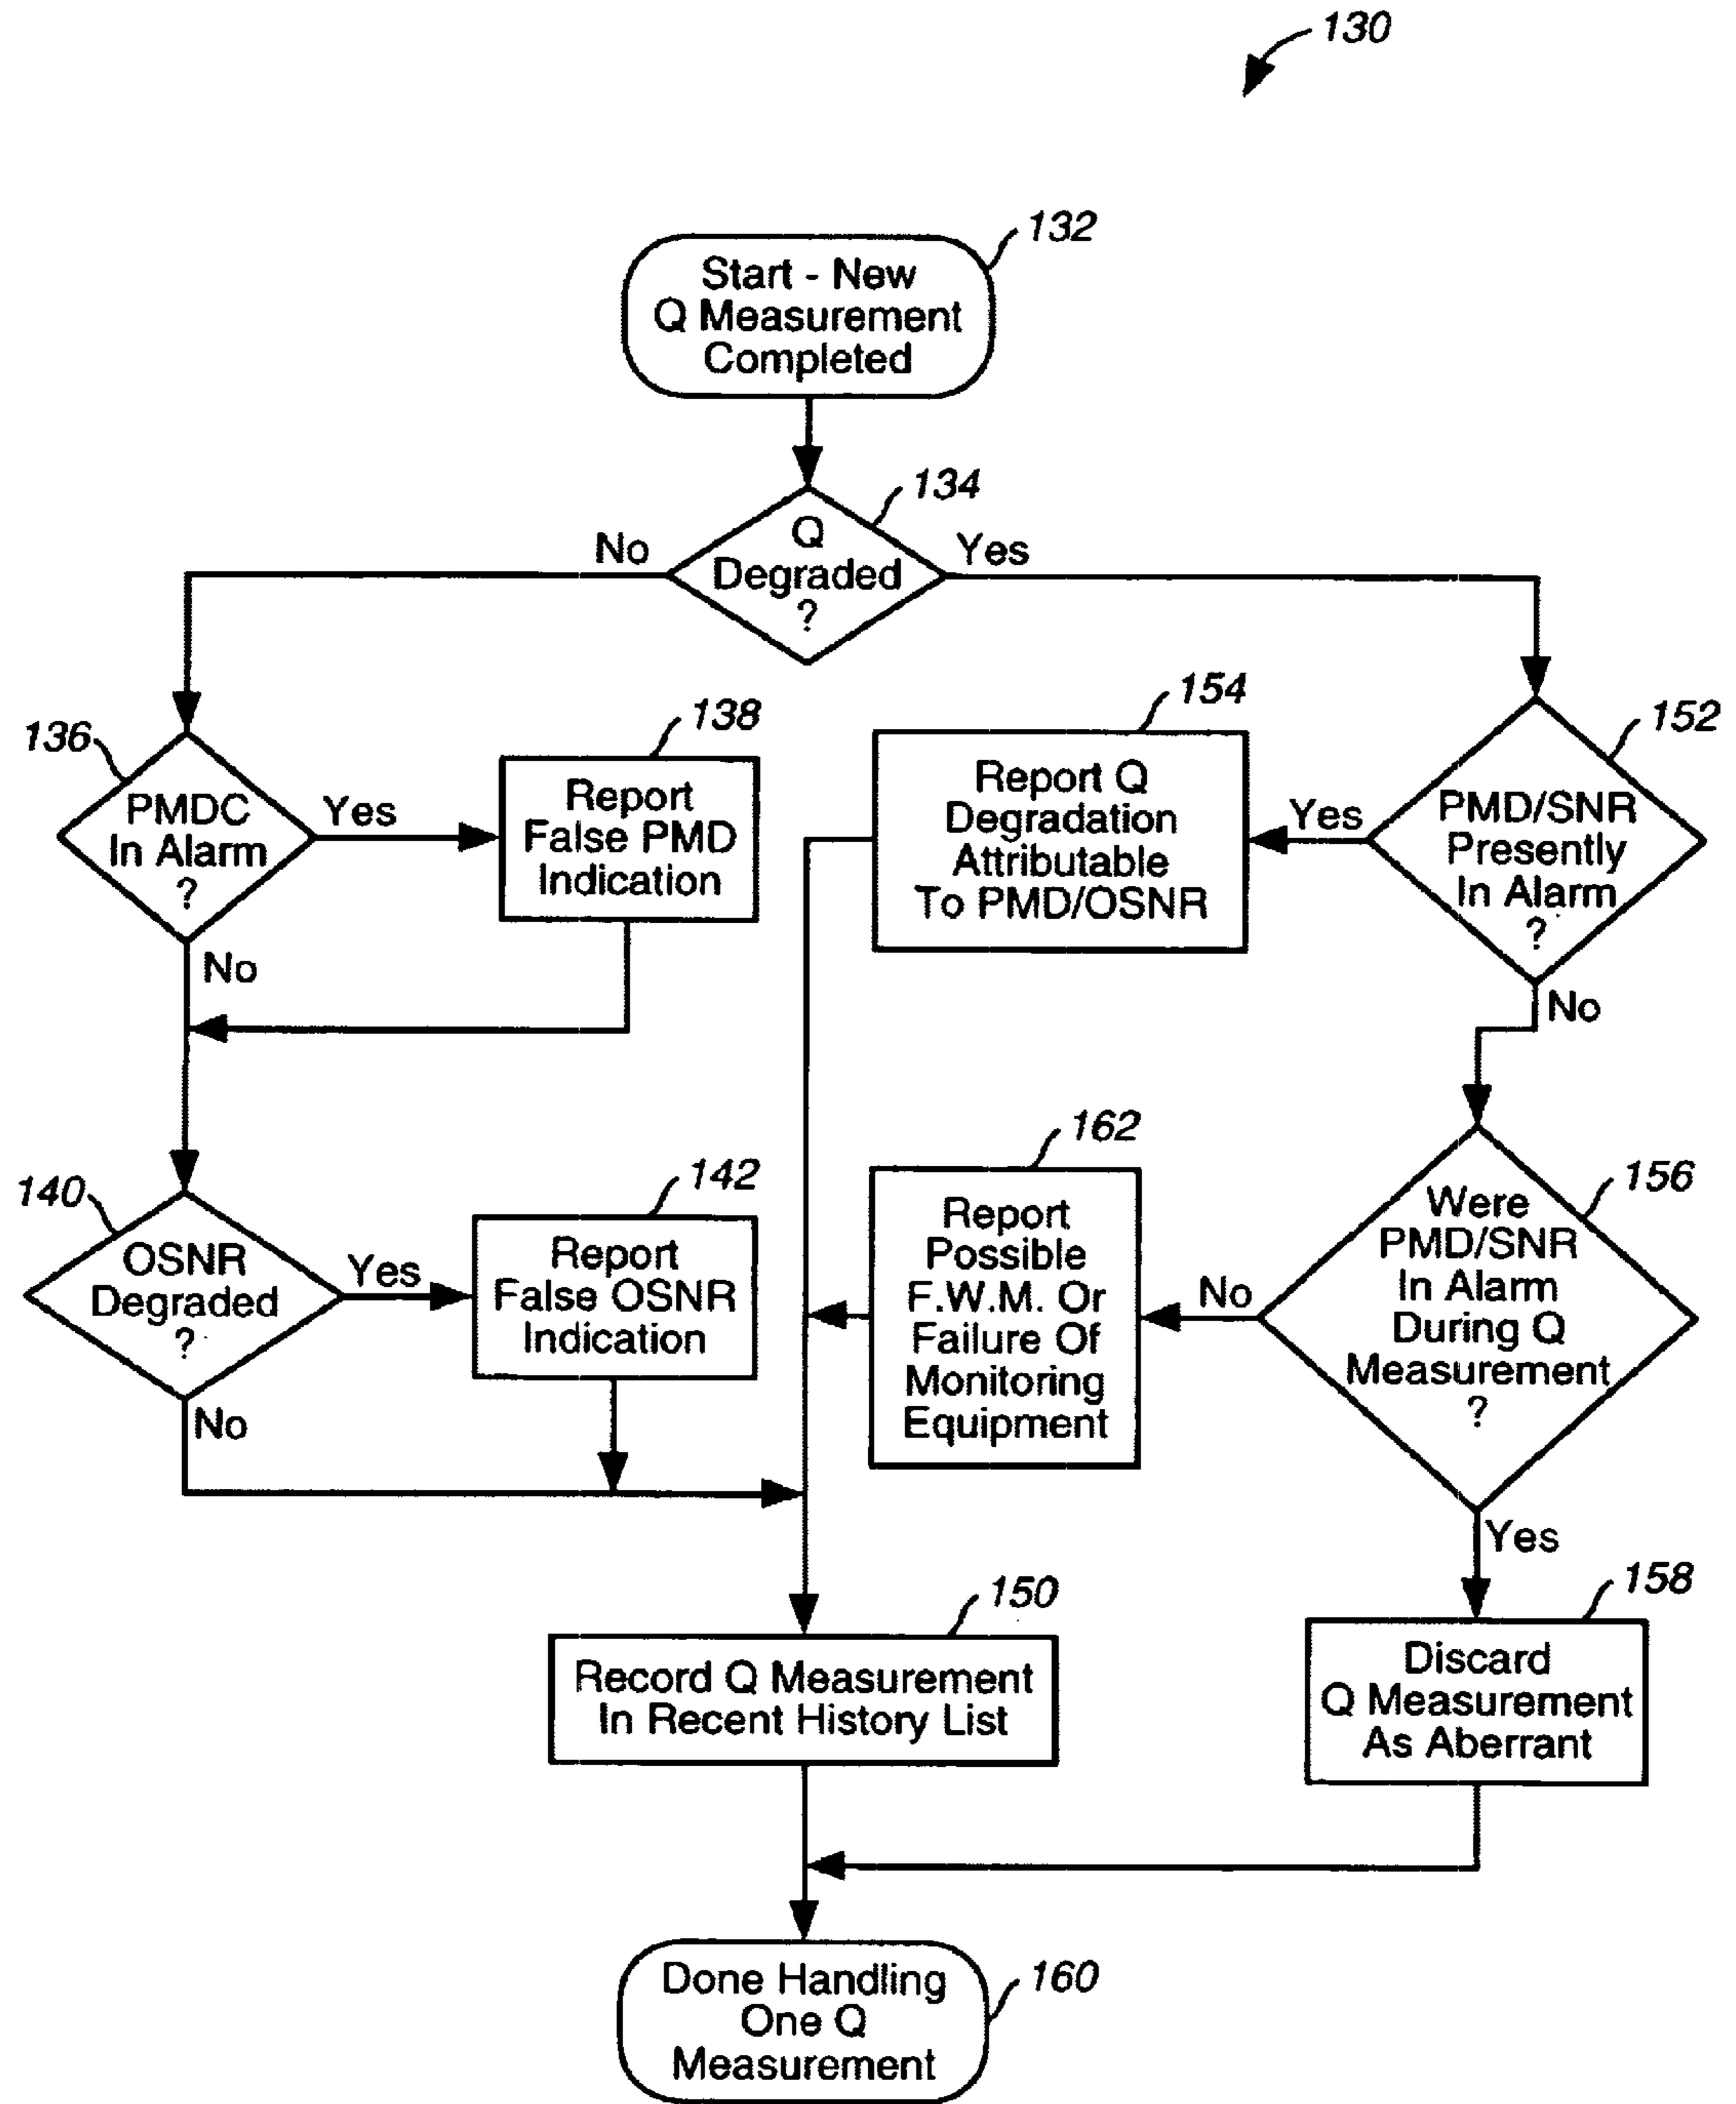 130
132
Start - New
Q Measurement
Completed
134
Q
Degraded
?
No
Yes
136
PMDC
In Alarm
?
Yes
No
138
Report
False PMD
Indication
154
Report Q
Degradation
Attributable
To PMD/OSNR
152
PMD/SNR
Presently
In Alarm
?
Yes
No
140
OSNR
Degraded
?
Yes
No
142
Report
False OSNR
Indication
162
Report
Possible
F.W.M. Or
Failure Of
Monitoring
Equipment
156
Were
PMD/SNR
In Alarm
During Q
Measurement
?
No
Yes
150
Record Q Measurement
In Recent History List
158
Discard
Q Measurement
As Aberrant
160
Done Handling
One Q
Measurement